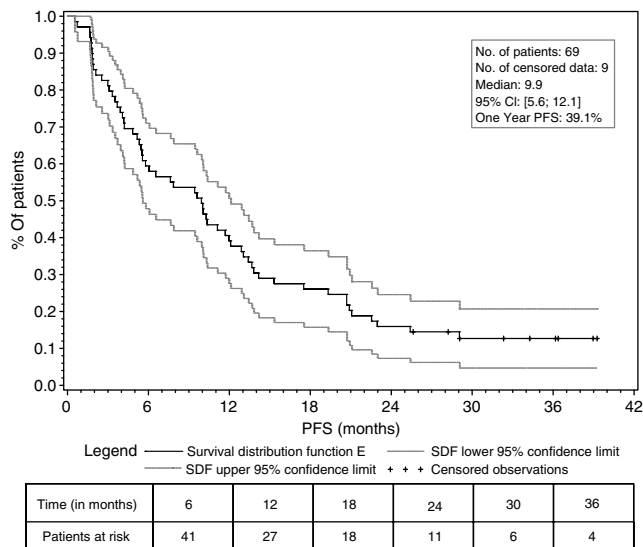 No. of patients: 69
No. of censored data: 9
Median: 9.9
95% CI: [5.6; 12.1]
One Year PFS: 39.1%
% Of patients
1.0
0.9
0.8
0.7
0.6
0.5
0.4
0.3
0.2
0.1
0.0
0 6 12 18 24 30 36 42
PFS (months)
Legend Survival distribution function E SDF lower 95% confidence limit
SDF upper 95% confidence limit Censored observations
Time (in months) 6 12 18 24 30 36
Patients at risk 41 27 18 11 6 4